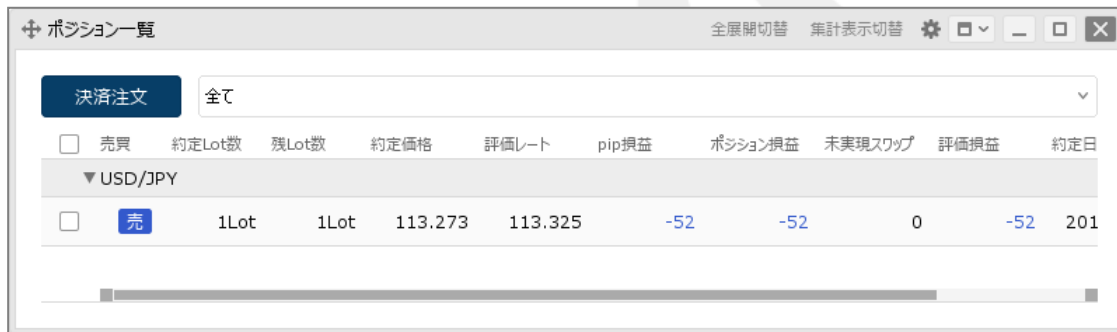 ポジション一覧 全展開切替 集計表示切替
決済注文 全て
売買 約定Lot数 残Lot数 約定価格 評価レート pip損益 ポジション損益 未実現スワップ 評価損益 約定日
▼USD/JPY
売 1Lot 1Lot 113.273 113.325 -52 -52 0 -52 201